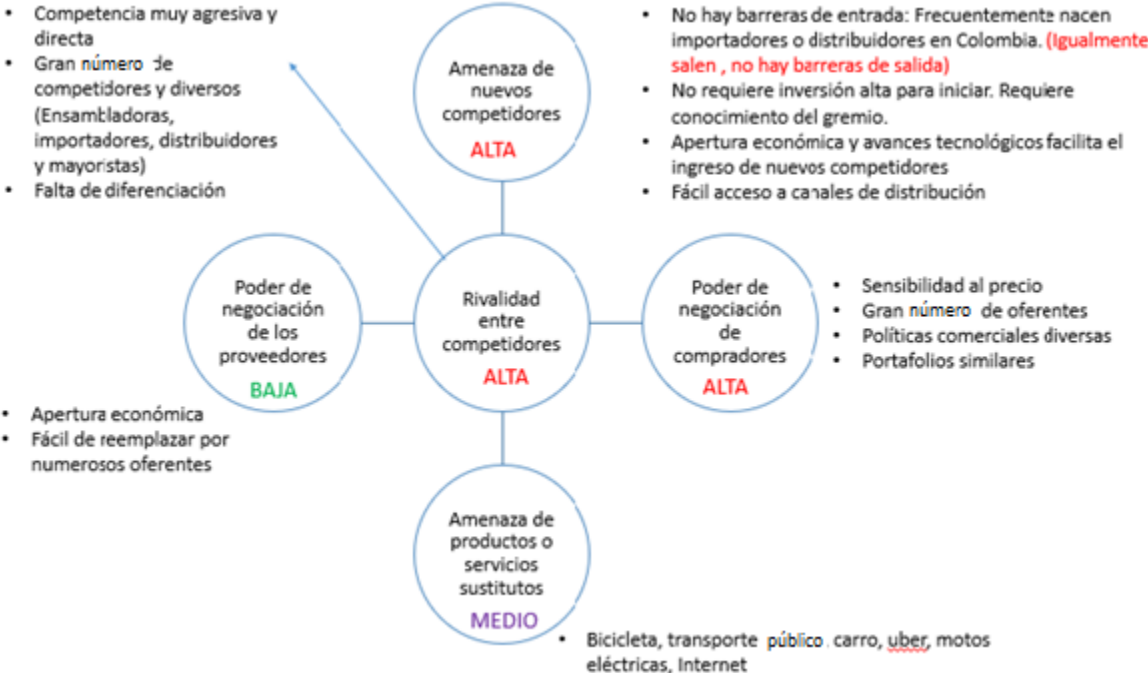 • Competencia muy agresiva y
directa
• Gran número de
competidores y diversos
(Ensambladoras,
importadores, distribuidores
y mayoristas)
• Falta de diferenciación
Amenaza de
nuevos
competidores
ALTA
• No hay barreras de entrada: Frecuentemente nacen
importadores o distribuidores en Colombia. (Igualmente
salen , no hay barreras de salida)
• No requiere inversión alta para iniciar. Requiere
conocimiento del gremio.
• Apertura económica y avances tecnológicos facilita el
ingreso de nuevos competidores
• Fácil acceso a canales de distribución
Poder de
negociación
de los
proveedores
BAJA
• Apertura económica
• Fácil de reemplazar por
numerosos oferentes
Rivalidad
entre
competidores
ALTA
Poder de
negociación
de
compradores
ALTA
• Sensibilidad al precio
• Gran número de oferentes
• Políticas comerciales diversas
• Portafolios similares
Amenaza de
productos o
servicios
sustitutos
MEDIO
• Bicicleta, transporte público. carro, uber, motos
eléctricas, Internet